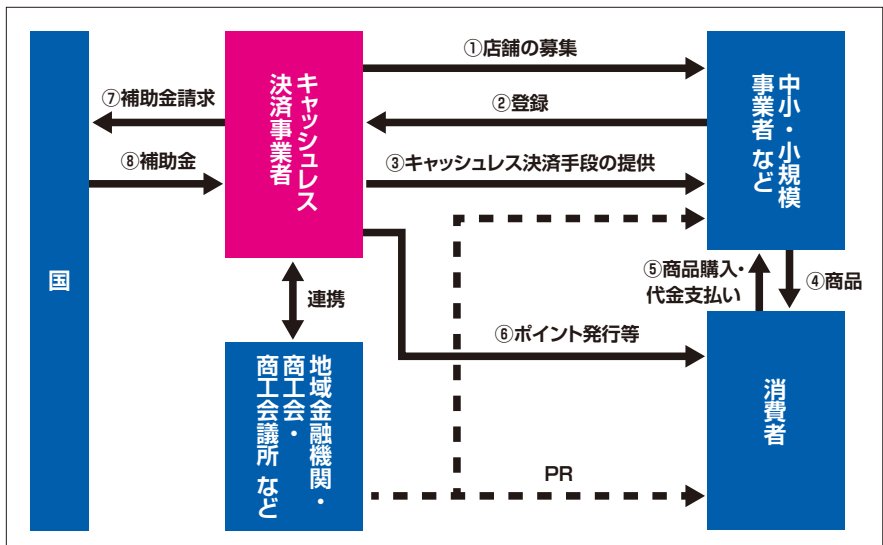 国
⑦補助金請求
⑧補助金
キャッシュレス
決済事業者
①店舗の募集
②登録
③キャッシュレス決済手段の提供
中小・小規模
事業者 など
⑤商品購入・
代金支払い
④商品
連携
⑥ポイント発行等
地域金融機関・
商工会・
商工会議所 など
消費者
PR